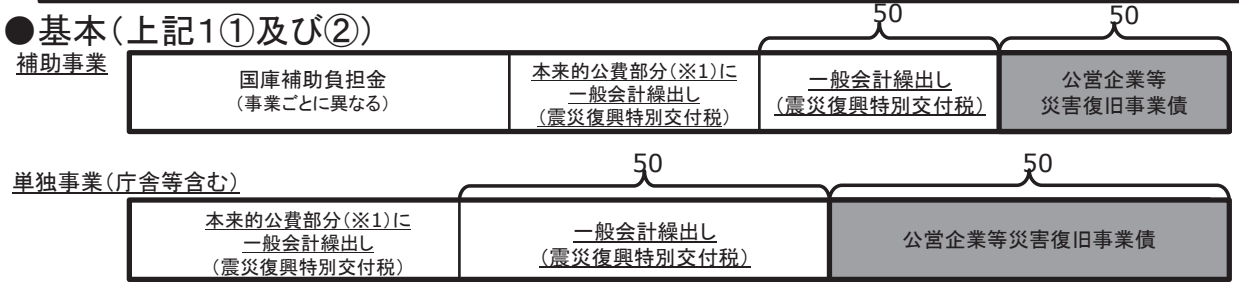 ●基本(上記1①及び②)
50
50
補助事業
国庫補助負担金
(事業ごとに異なる)
本来的公費部分(※1)に
一般会計繰出し
(震災復興特別交付税)
一般会計繰出し
(震災復興特別交付税)
公営企業等
災害復旧事業債
単独事業(庁舎等含む)
50
50
本来的公費部分(※1)に
一般会計繰出し
(震災復興特別交付税)
一般会計繰出し
(震災復興特別交付税)
公営企業等災害復旧事業債